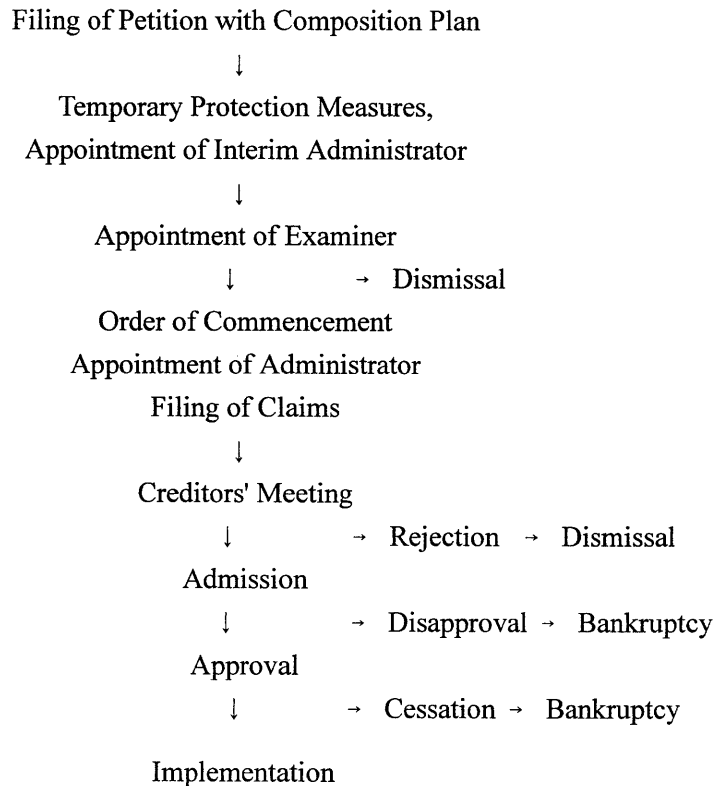 Filing of Petition with Composition Plan
↓
Temporary Protection Measures,
Appointment of Interim Administrator
↓
Appointment of Examiner
↓ → Dismissal
Order of Commencement
Appointment of Administrator
Filing of Claims
↓
Creditors' Meeting
↓ → Rejection → Dismissal
Admission
↓ → Disapproval → Bankruptcy
Approval
↓ → Cessation → Bankruptcy
Implementation